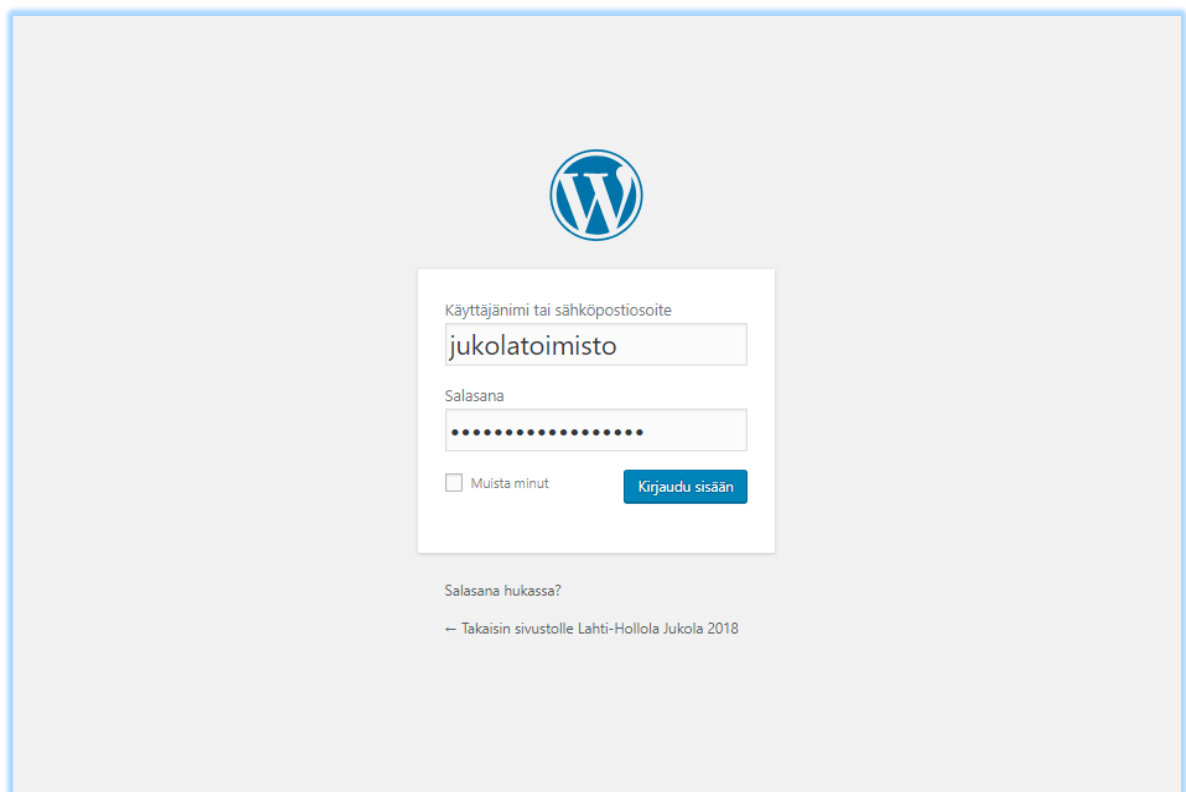 Käyttäjänimi tai sähköpostiosoite
jukolatoimisto
Salasana
••••••••••••••••••
Muista minut
Kirjaudu sisään
Salasana hukassa?
← Takaisin sivustolle Lahti-Hollola Jukola 2018